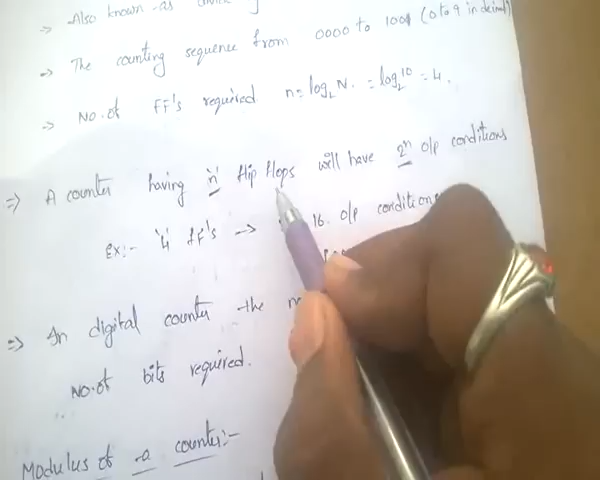 ⇒ Also known as
⇒ The counting sequence from 0000 to 1001 (0 to 9 in decimal)
⇒ No. of FF's required n = log₂N = log₂10 = 4.
⇒ A counter having 'n' flip flops will have 2ⁿ o/p conditions
Ex:- '4' FF's → 16 o/p conditions
⇒ In digital counter the
No. of bits required.
Modulus of a counter:-